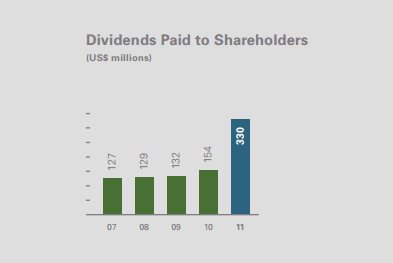 Dividends Paid to Shareholders
(US$ millions)
127 129 132 154 330
07 08 09 10 11